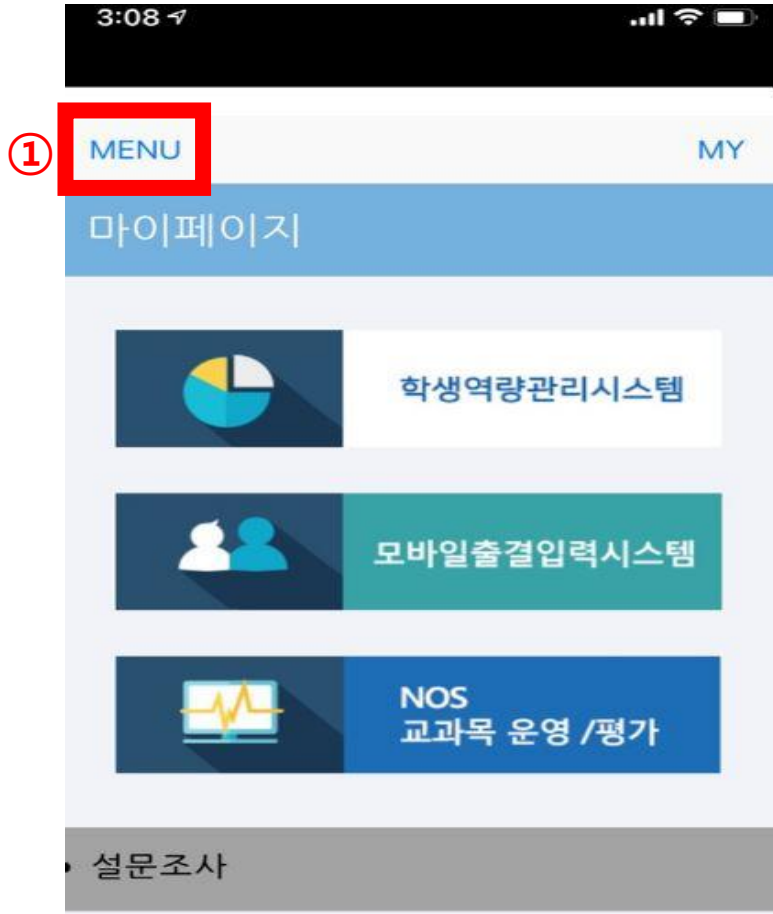 3:08
① MENU MY
마이페이지
학생역량관리시스템
모바일출결입력시스템
NOS
교과목 운영 /평가
• 설문조사